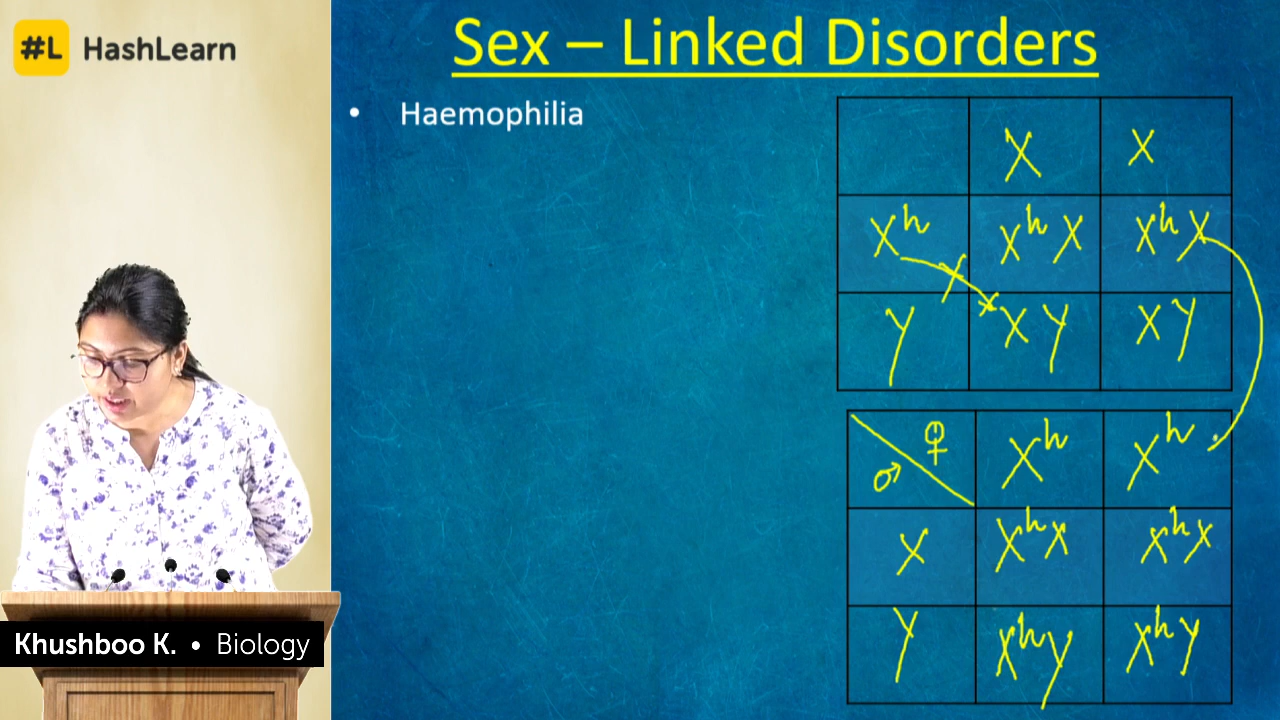 #L HashLearn
Sex – Linked Disorders
• Haemophilia
X X
Xʰ XʰX XʰX
Y XY XY
♂ ♀ Xʰ Xʰ
X XʰX XʰX
Y XʰY XʰY
Khushboo K. • Biology